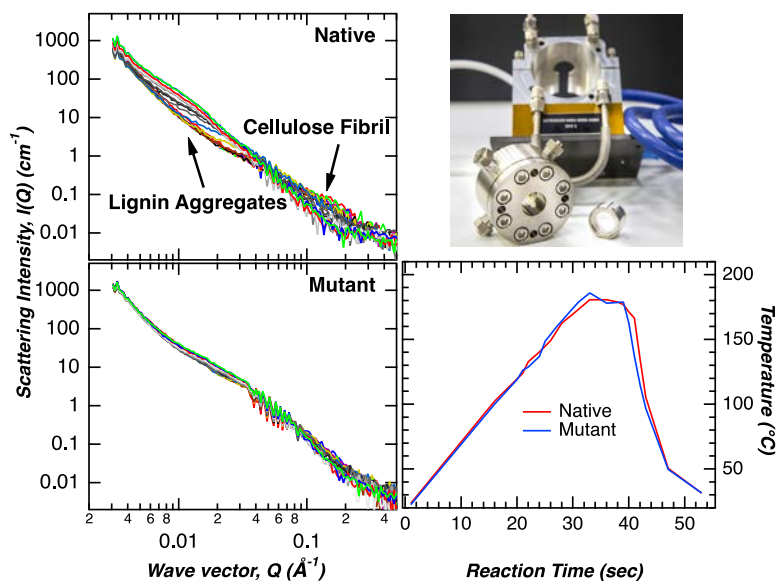 1000
100
10
1
0.1
0.01
Native
Cellulose Fibril
Lignin Aggregates
Scattering Intensity, I(Q) (cm⁻¹)
1000
100
10
1
0.1
0.01
Mutant
2 4 6 8 2 4 6 8 2 4
0.01 0.1
Wave vector, Q (Å⁻¹)
200
150
100
50
Temperature (°C)
Native
Mutant
0 10 20 30 40 50
Reaction Time (sec)